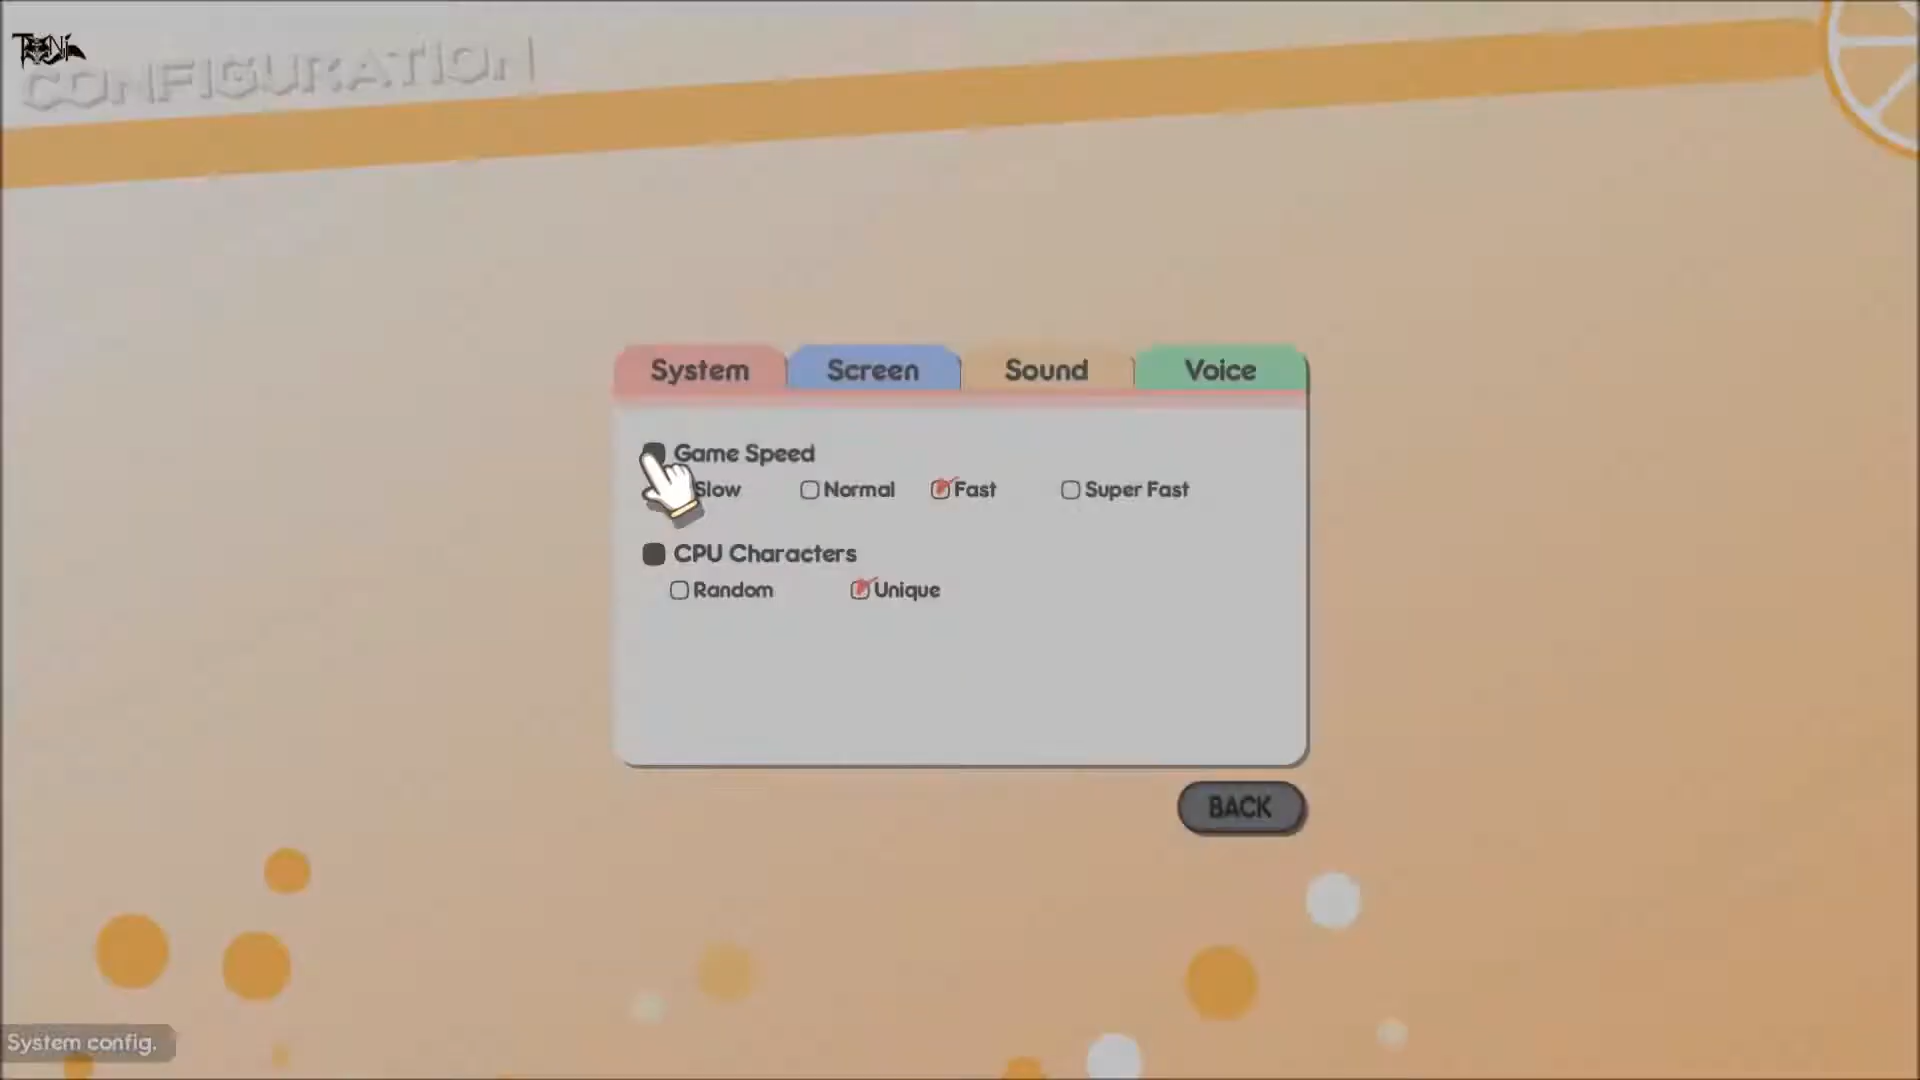 CONFIGURATION
System Screen Sound Voice
Game Speed
Slow Normal Fast Super Fast
CPU Characters
Random Unique
BACK
System config.